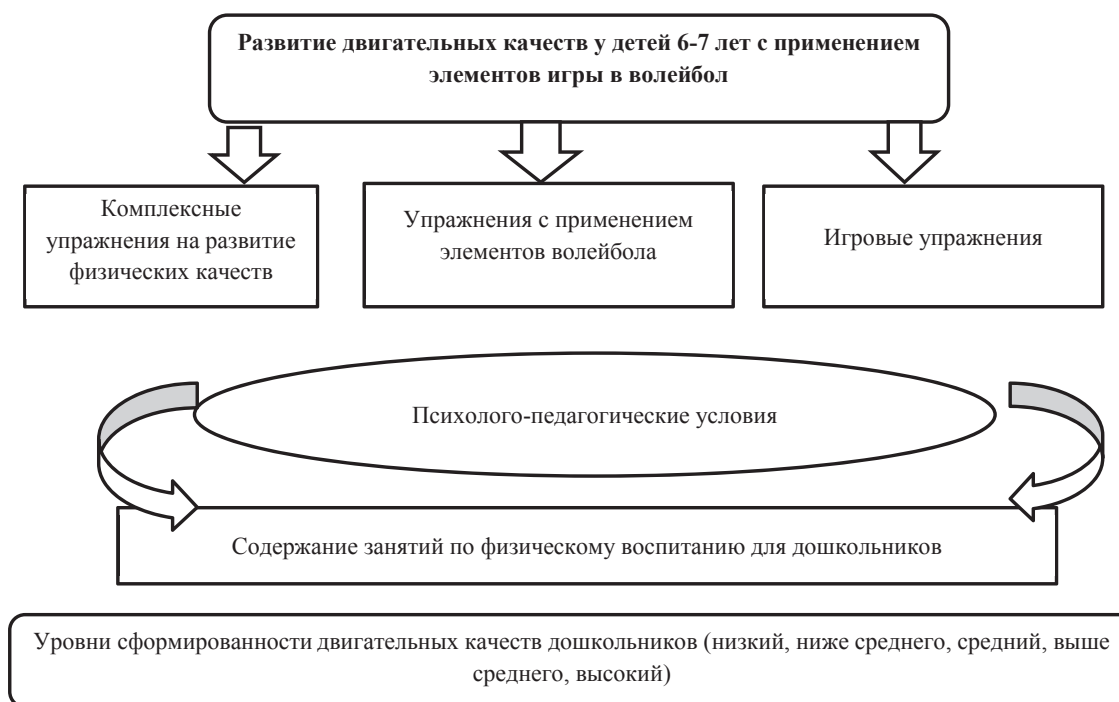 Развитие двигательных качеств у детей 6-7 лет с применением
элементов игры в волейбол
Комплексные
упражнения на развитие
физических качеств
Упражнения с применением
элементов волейбола
Игровые упражнения
Психолого-педагогические условия
Содержание занятий по физическому воспитанию для дошкольников
Уровни сформированности двигательных качеств дошкольников (низкий, ниже среднего, средний, выше
среднего, высокий)